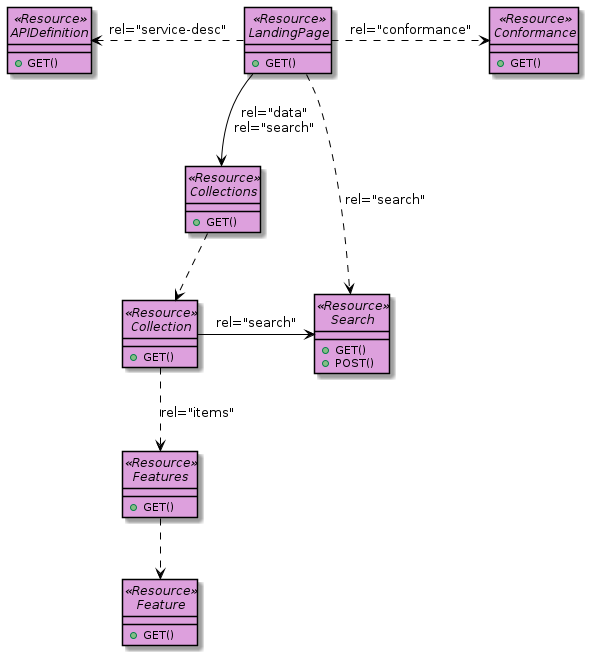 «Resource»
APIDefinition
GET()
rel="service-desc"
«Resource»
LandingPage
GET()
rel="conformance"
«Resource»
Conformance
GET()
rel="data"
rel="search"
«Resource»
Collections
GET()
rel="search"
«Resource»
Collection
GET()
rel="search"
«Resource»
Search
GET()
POST()
rel="items"
«Resource»
Features
GET()
«Resource»
Feature
GET()